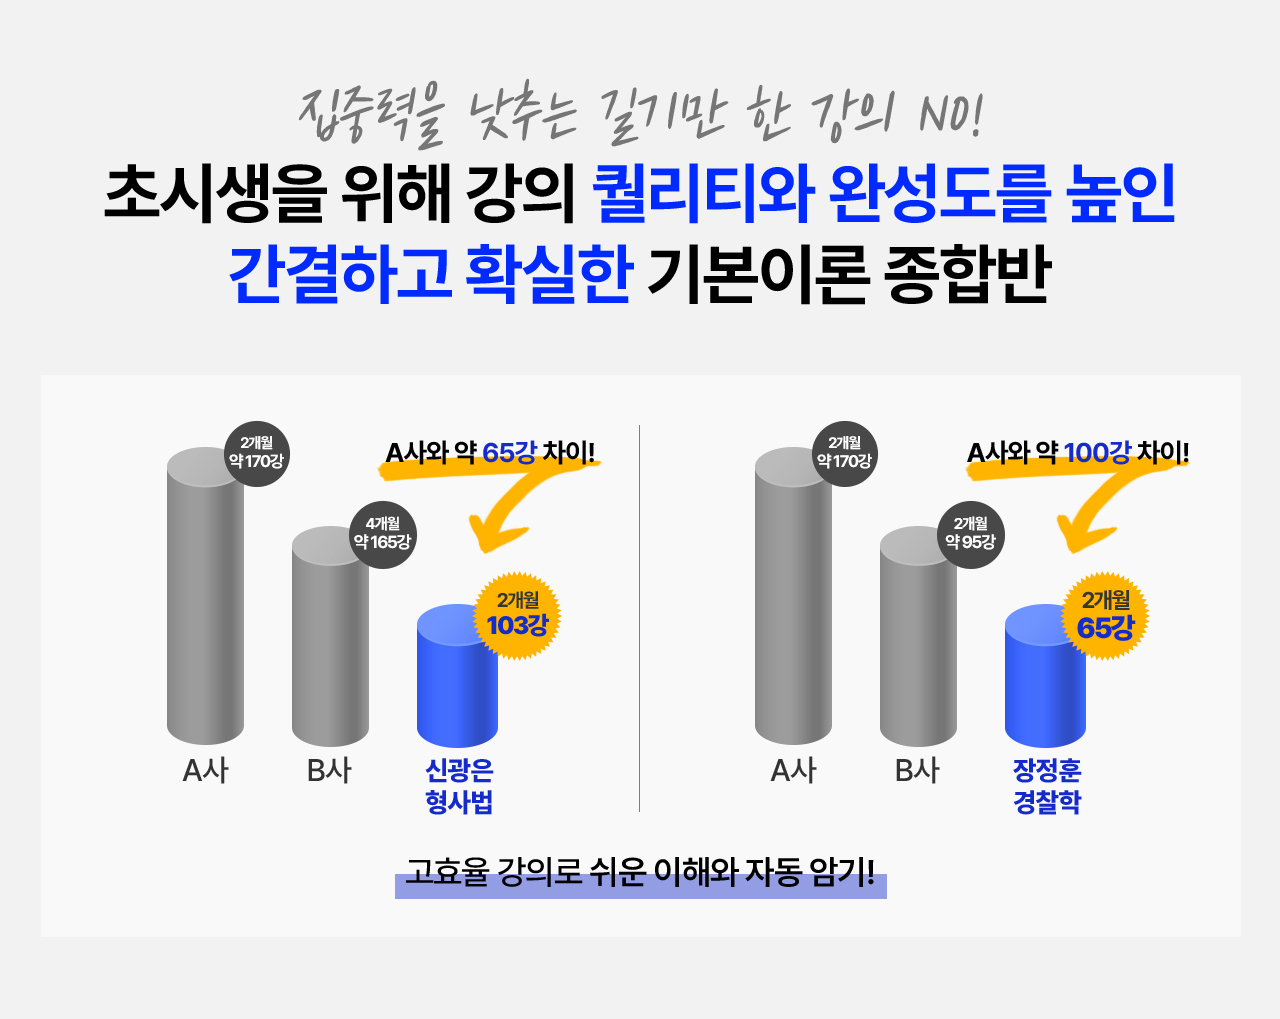 집중력을 낮추는 길기만 한 강의 NO!
초시생을 위해 강의 퀄리티와 완성도를 높인
간결하고 확실한 기본이론 종합반
2개월
약 170강
A사와 약 65강 차이!
4개월
약 165강
2개월
103강
A사
B사
신광은
형사법
2개월
약 170강
A사와 약 100강 차이!
2개월
약 95강
2개월
65강
A사
B사
장정훈
경찰학
고효율 강의로 쉬운 이해와 자동 암기!